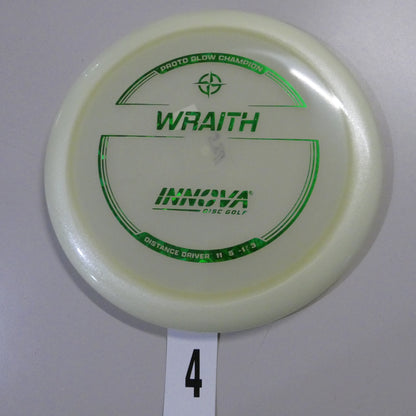 PROTO GLOW CHAMPION
WRAITH
INNOVA®
DISC GOLF
DISTANCE DRIVER 11 5 -1 3
4